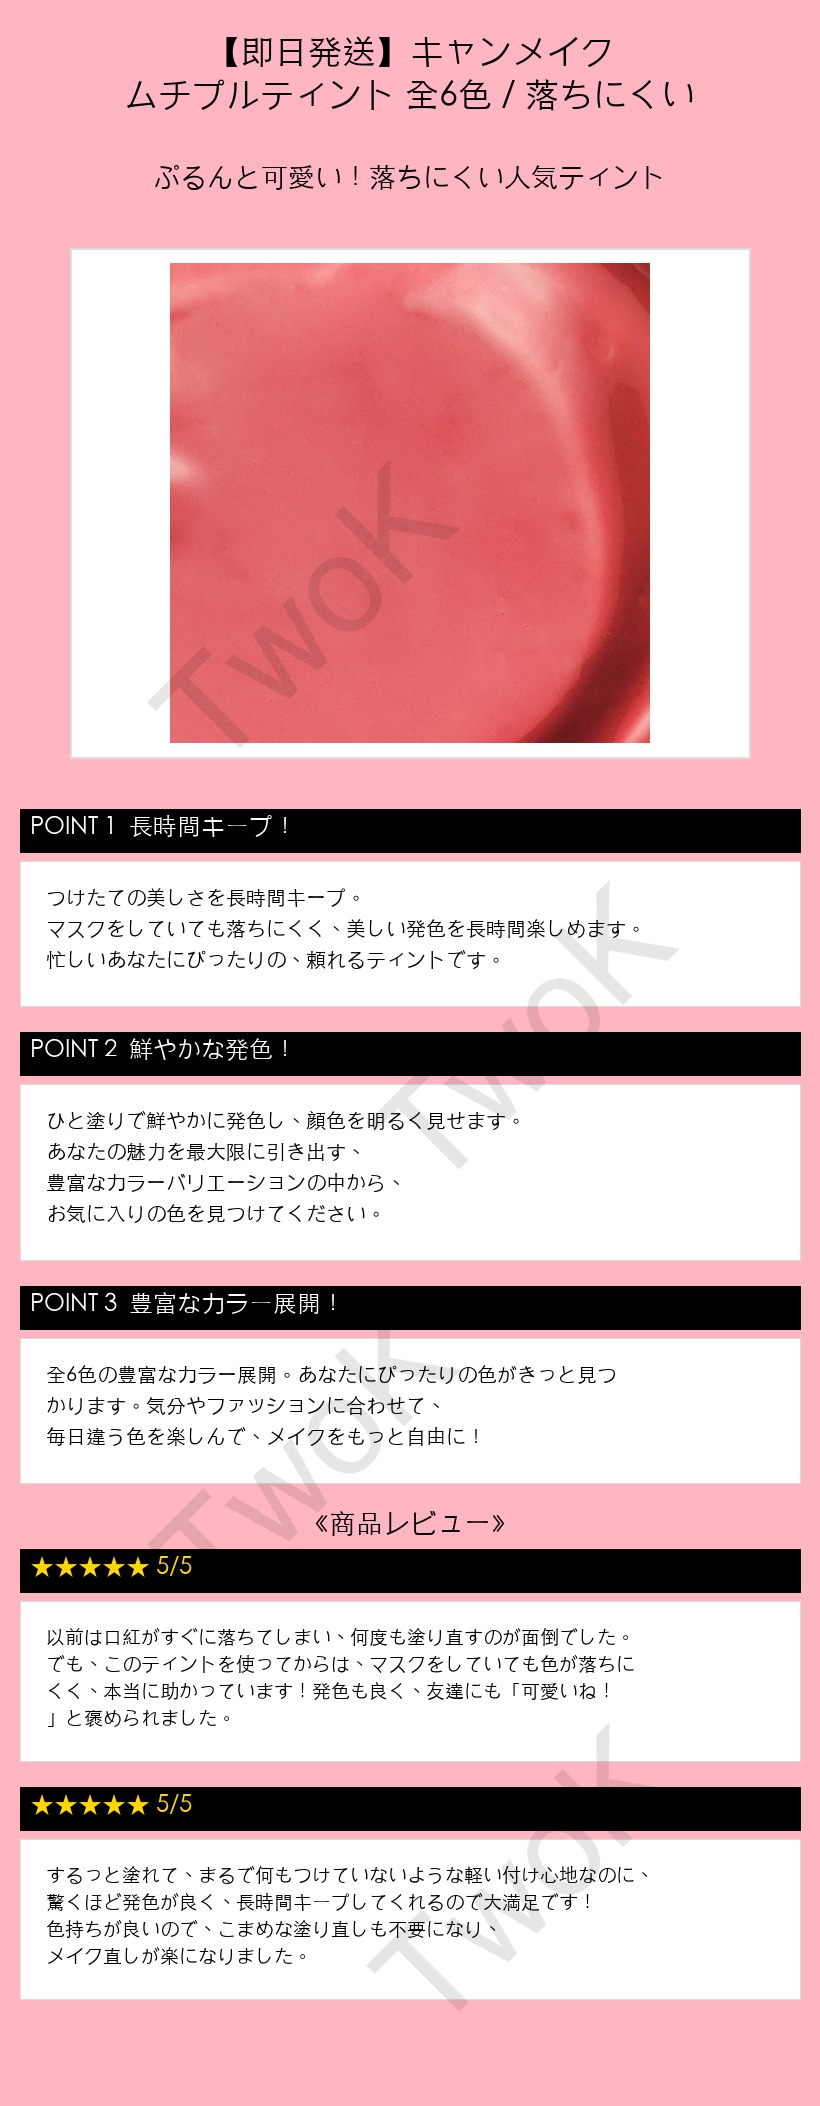 【即日発送】キャンメイク
ムチプルティント 全6色 / 落ちにくい
ぷるんと可愛い！落ちにくい人気ティント
TwoK
POINT 1 長時間キープ！
つけたての美しさを長時間キープ。
マスクをしていても落ちにくく、美しい発色を長時間楽しめます。
忙しいあなたにぴったりの、頼れるティントです。
TwoK
POINT 2 鮮やかな発色！
ひと塗りで鮮やかに発色し、顔色を明るく見せます。
あなたの魅力を最大限に引き出す、
豊富なカラーバリエーションの中から、
お気に入りの色を見つけてください。
POINT 3 豊富なカラー展開！
全6色の豊富なカラー展開。あなたにぴったりの色がきっと見つ
かります。気分やファッションに合わせて、
毎日違う色を楽しんで、メイクをもっと自由に！
TwoK
《商品レビュー》
★★★★★ 5/5
以前は口紅がすぐに落ちてしまい、何度も塗り直すのが面倒でした。
でも、このティントを使ってからは、マスクをしていても色が落ちに
くく、本当に助かっています！発色も良く、友達にも「可愛いね！
」と褒められました。
★★★★★ 5/5
するっと塗れて、まるで何もつけていないような軽い付け心地なのに、
驚くほど発色が良く、長時間キープしてくれるので大満足です！
色持ちが良いので、こまめな塗り直しも不要になり、
メイク直しが楽になりました。
TwoK